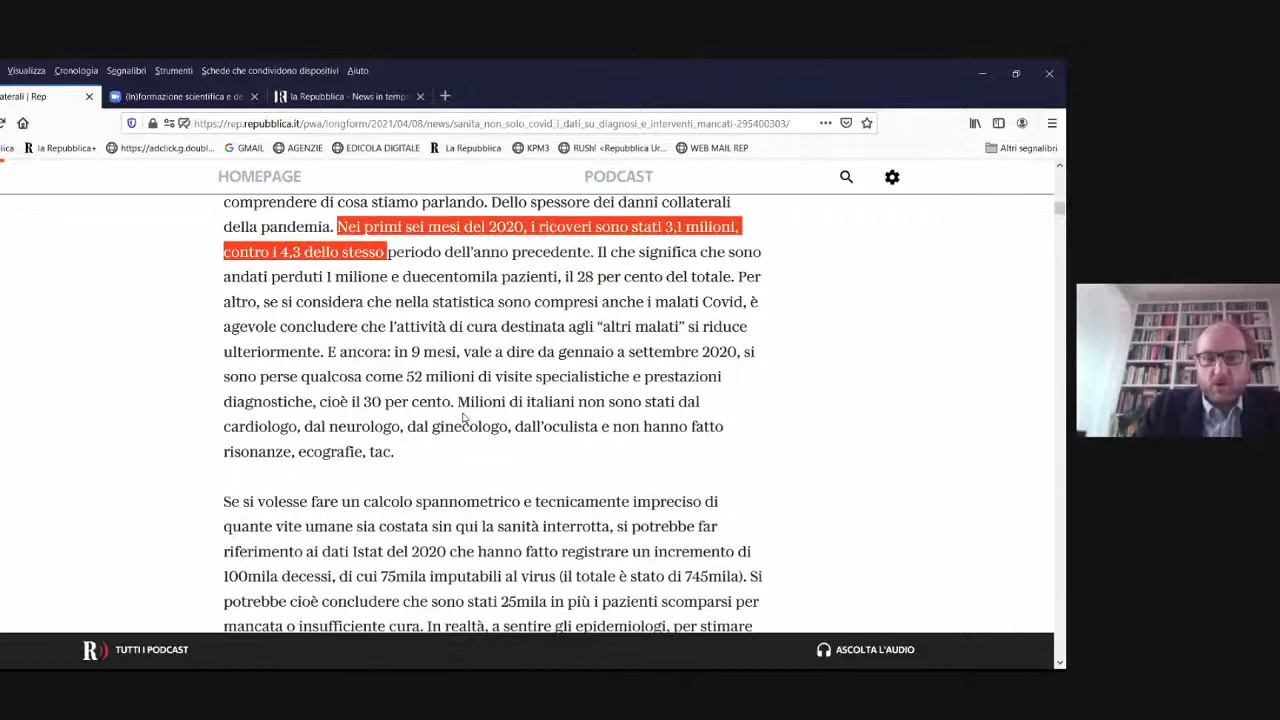 Visualizza Cronologia Segnalibri Strumenti Schede che condividono dispositivi Aiuto
aterali | Rep
(In)formazione scientifica e de
la Repubblica - News in temp
https://rep.repubblica.it/pwa/longform/2021/04/08/news/sanita_non_solo_covid_i_dati_su_diagnosi_e_interventi_mancati-295400303/
lica R la Repubblica+ https://adclick.g.doubl... G GMAIL AGENZIE EDICOLA DIGITALE R La Repubblica KPM3 RUSh! <Repubblica Ur... WEB MAIL REP Altri segnalibri
HOMEPAGE PODCAST
comprendere di cosa stiamo parlando. Dello spessore dei danni collaterali
della pandemia. Nei primi sei mesi del 2020, i ricoveri sono stati 3,1 milioni,
contro i 4,3 dello stesso periodo dell'anno precedente. Il che significa che sono
andati perduti 1 milione e duecentomila pazienti, il 28 per cento del totale. Per
altro, se si considera che nella statistica sono compresi anche i malati Covid, è
agevole concludere che l'attività di cura destinata agli “altri malati” si riduce
ulteriormente. E ancora: in 9 mesi, vale a dire da gennaio a settembre 2020, si
sono perse qualcosa come 52 milioni di visite specialistiche e prestazioni
diagnostiche, cioè il 30 per cento. Milioni di italiani non sono stati dal
cardiologo, dal neurologo, dal ginecologo, dall'oculista e non hanno fatto
risonanze, ecografie, tac.
Se si volesse fare un calcolo spannometrico e tecnicamente impreciso di
quante vite umane sia costata sin qui la sanità interrotta, si potrebbe far
riferimento ai dati Istat del 2020 che hanno fatto registrare un incremento di
100mila decessi, di cui 75mila imputabili al virus (il totale è stato di 745mila). Si
potrebbe cioè concludere che sono stati 25mila in più i pazienti scomparsi per
mancata o insufficiente cura. In realtà, a sentire gli epidemiologi, per stimare
R TUTTI I PODCAST
ASCOLTA L'AUDIO